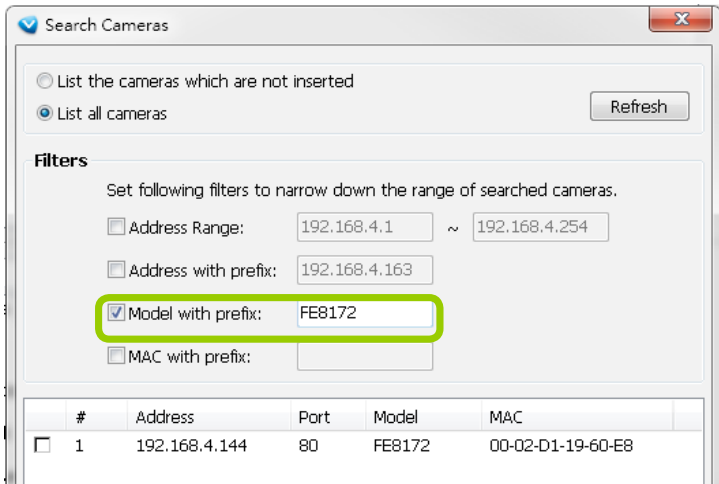 Search Cameras
List the cameras which are not inserted
List all cameras
Refresh
Filters
Set following filters to narrow down the range of searched cameras.
Address Range: 192.168.4.1 ~ 192.168.4.254
Address with prefix: 192.168.4.163
Model with prefix: FE8172
MAC with prefix:
# Address Port Model MAC
1 192.168.4.144 80 FE8172 00-02-D1-19-60-E8